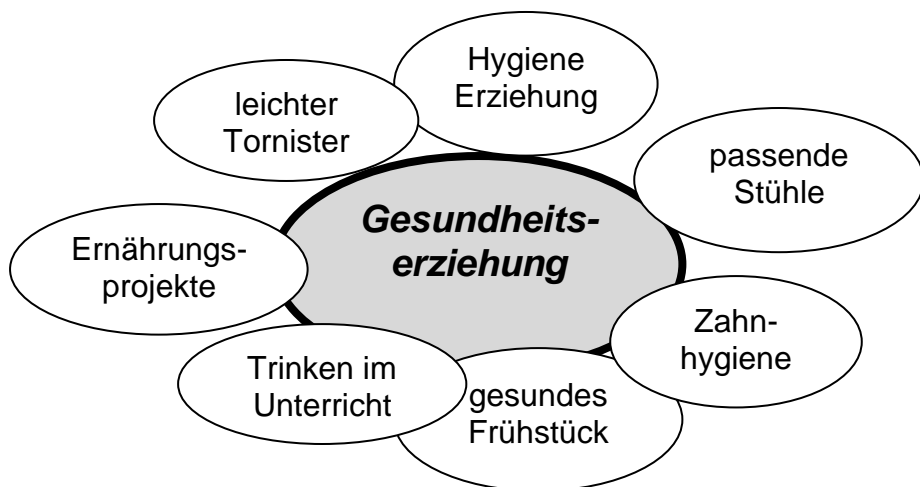 Hygiene
Erziehung
leichter
Tornister
passende
Stühle
Gesundheits-
erziehung
Ernährungs-
projekte
Zahn-
hygiene
Trinken im
Unterricht
gesundes
Frühstück